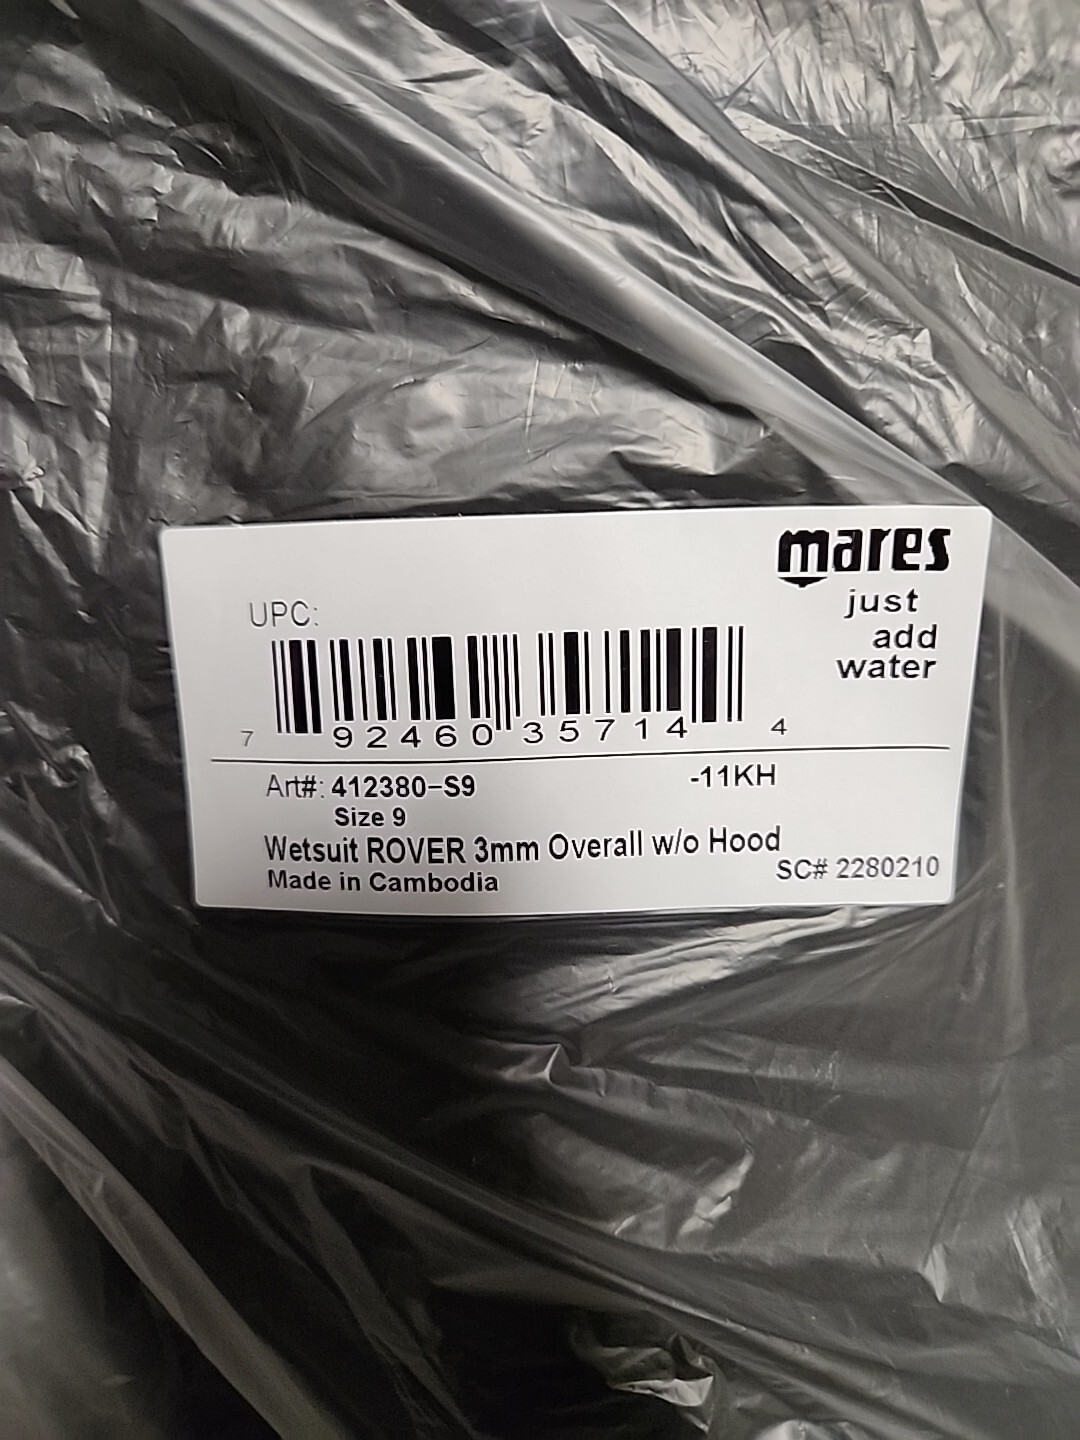 mares
just
add
water
UPC:
7 92460 35714 4
Art#: 412380-S9 -11KH
Size 9
Wetsuit ROVER 3mm Overall w/o Hood
Made in Cambodia SC# 2280210